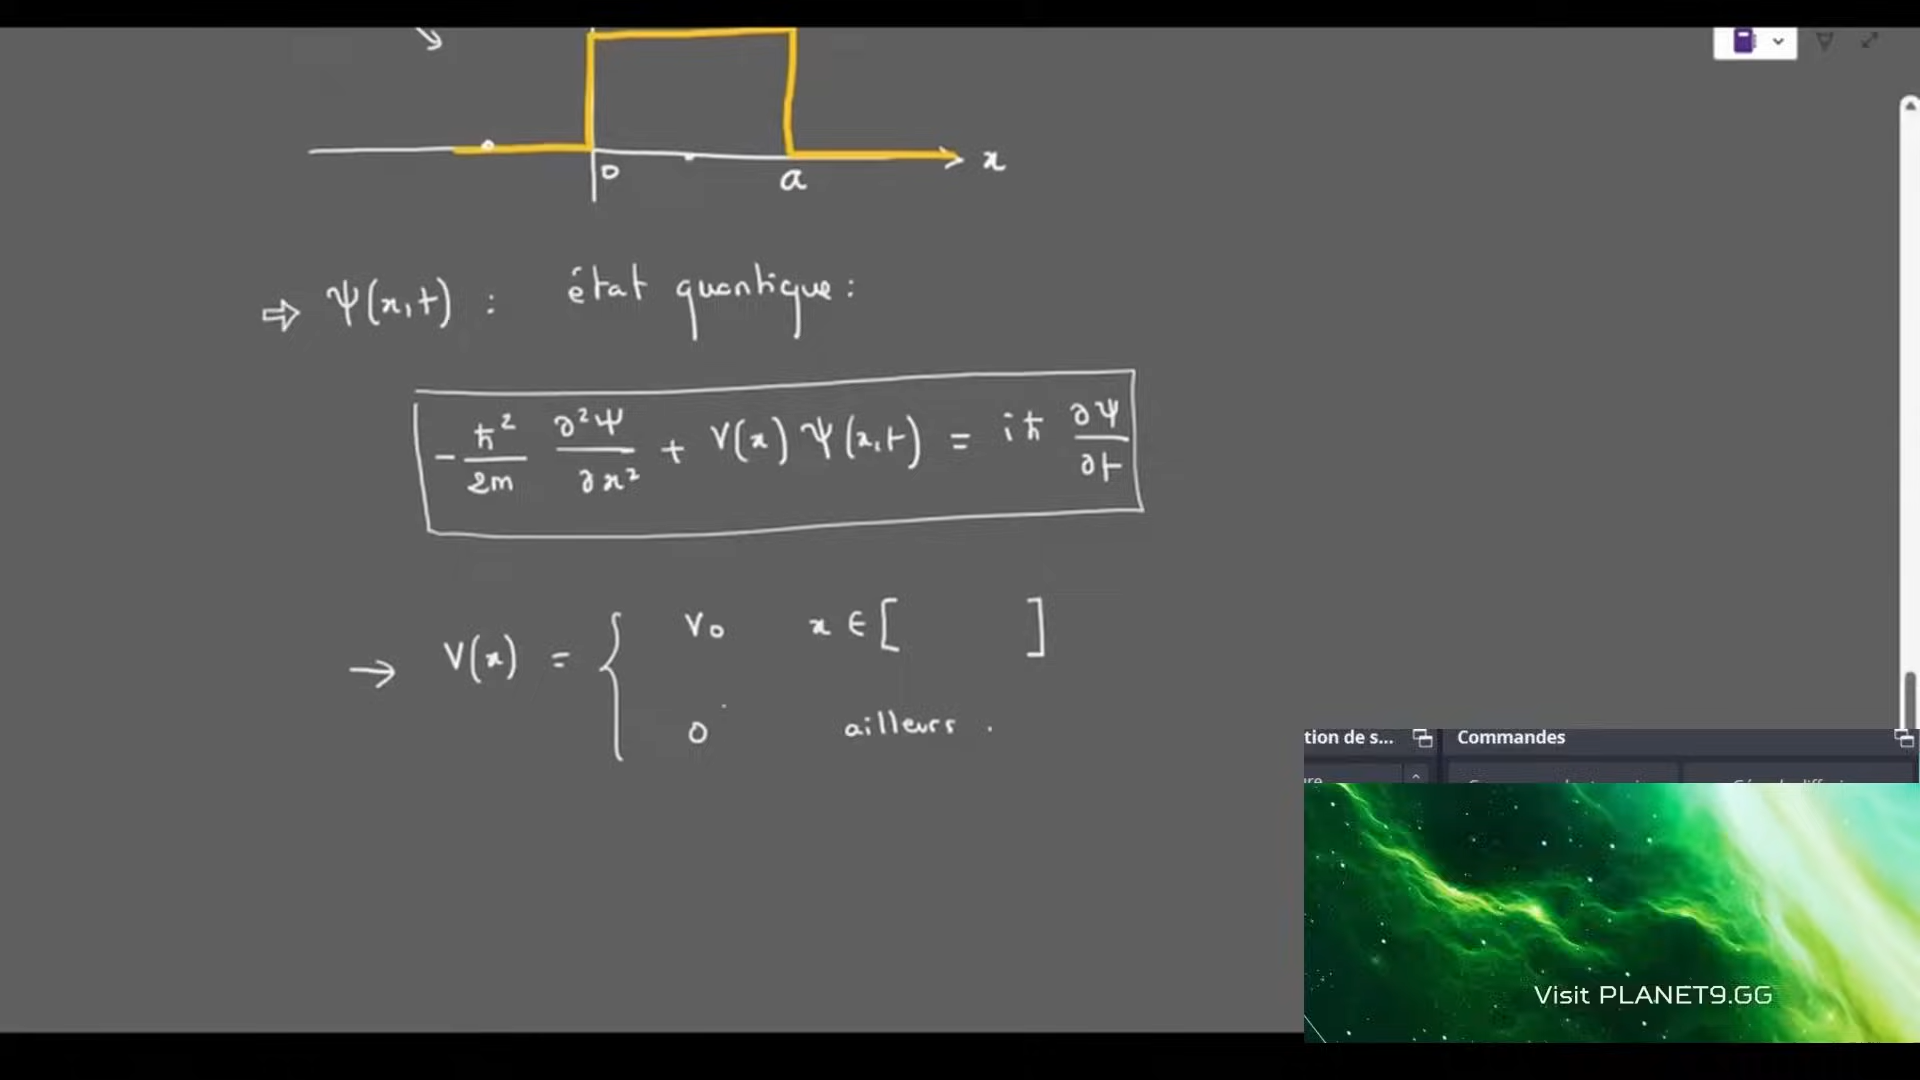 0 a x
⇒ Ψ(x,t) : état quantique :
-ħ²/2m ∂²Ψ/∂x² + V(x) Ψ(x,t) = iħ ∂Ψ/∂t
→ V(x) = { V₀ x ∈ [ ]
0 ailleurs .
tion de s... Commandes
Visit PLANET9.GG